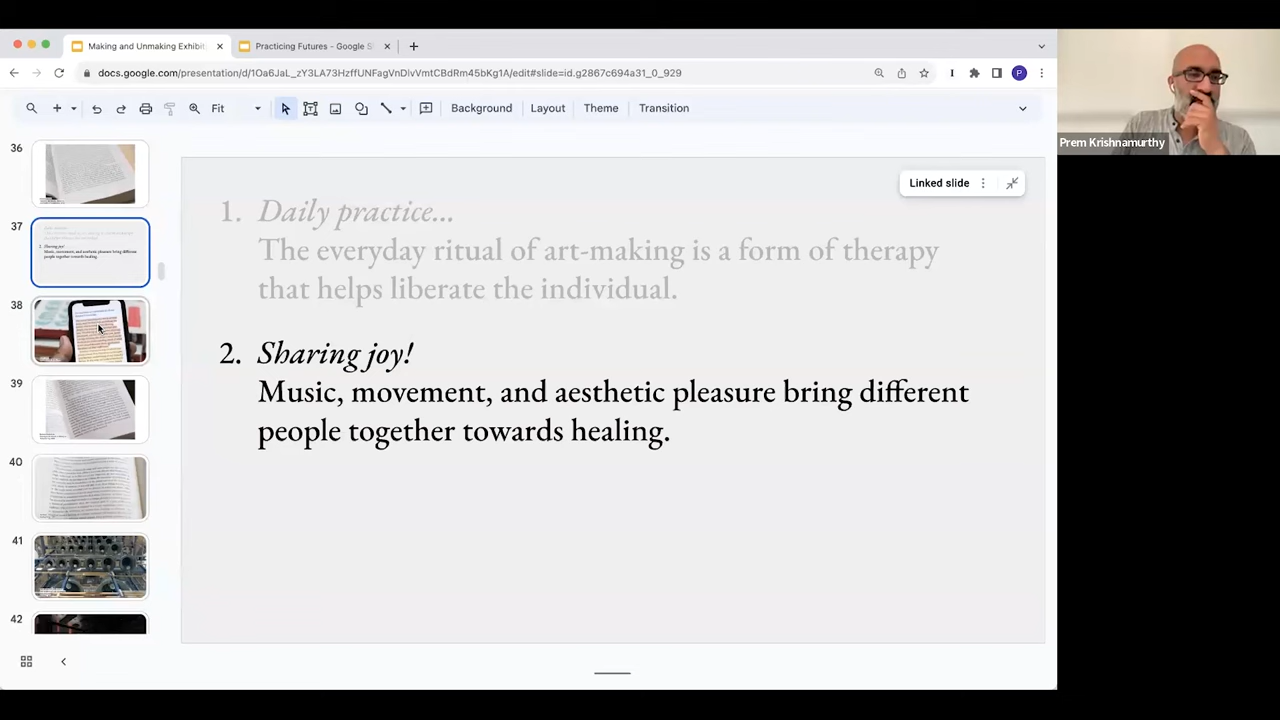 Making and Unmaking Exhibit
Practicing Futures - Google S
docs.google.com/presentation/d/1Oa6JaL_zY3LA73HzffUNFagVnDlvVmtCBdRm45bKg1A/edit#slide=id.g2867c694a31_0_929
P
Fit
Background
Layout
Theme
Transition
Prem Krishnamurthy
36
37
38
39
40
41
42
Linked slide
1. Daily practice...
The everyday ritual of art-making is a form of therapy
that helps liberate the individual.
2. Sharing joy!
Music, movement, and aesthetic pleasure bring different
people together towards healing.